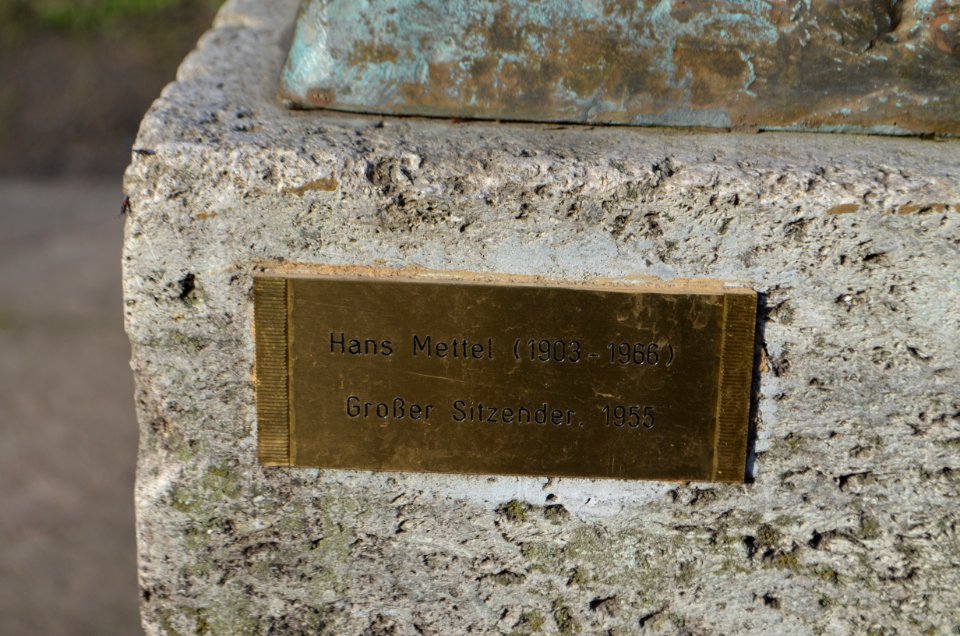 Hans Mettel (1903-1966)
Großer Sitzender, 1955